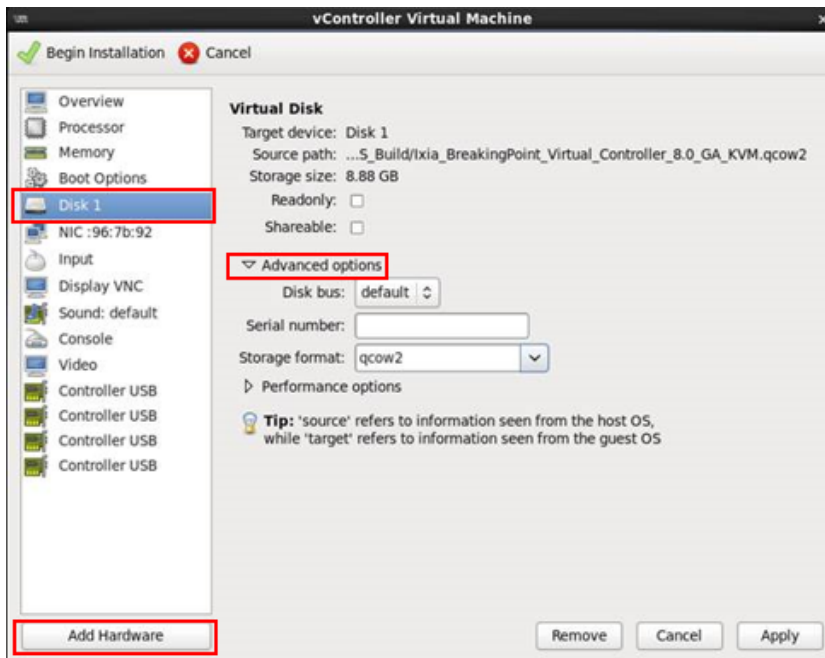 vControllerVirtual Machine
Begin Installation Cancel
Overview
Processor
Memory
Boot Options
Disk 1
NIC :96:7b:92
Input
Display VNC
Sound: default
Console
Video
Controller USB
Controller USB
Controller USB
Controller USB
Add Hardware
Virtual Disk
Target device: Disk 1
Source path: ...S_Build/Ixia_BreakingPoint_Virtual_Controller_8.0_GA_KVM.qcow2
Storage size: 8.88 GB
Readonly:
Shareable:
Advanced options
Disk bus: default
Serial number:
Storage format: qcow2
Performance options
Tip: 'source' refers to information seen from the host OS,
while 'target' refers to information seen from the guest OS
Remove Cancel Apply